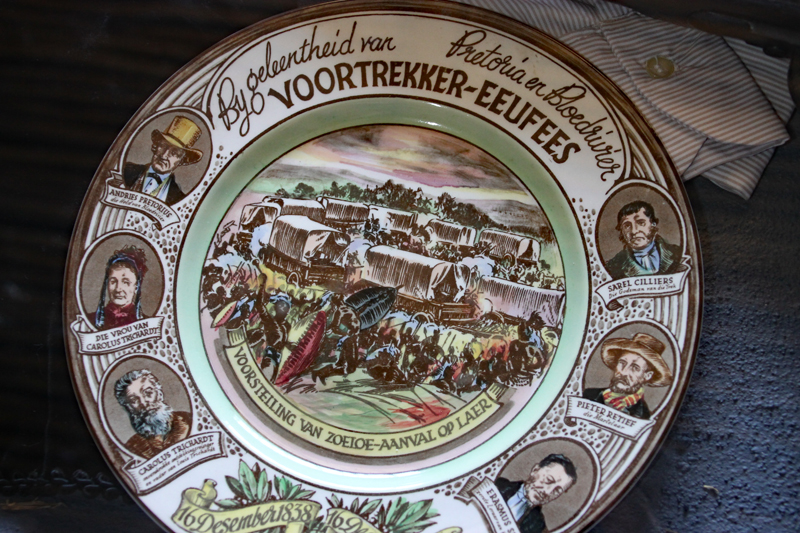 By geleentheid van Pretoria en Bloedrivier
VOORTREKKER-EEUFEES
ANDRIES PRETORIUS
DIE VROU VAN
CAROLUS TRICHARDT
CAROLUS TRICHARDT
SAREL CILLIERS
PIETER RETIEF
ERASMUS
VOORSTELLING VAN ZOELOE-AANVAL OP LAER
16 Desember 1838
16